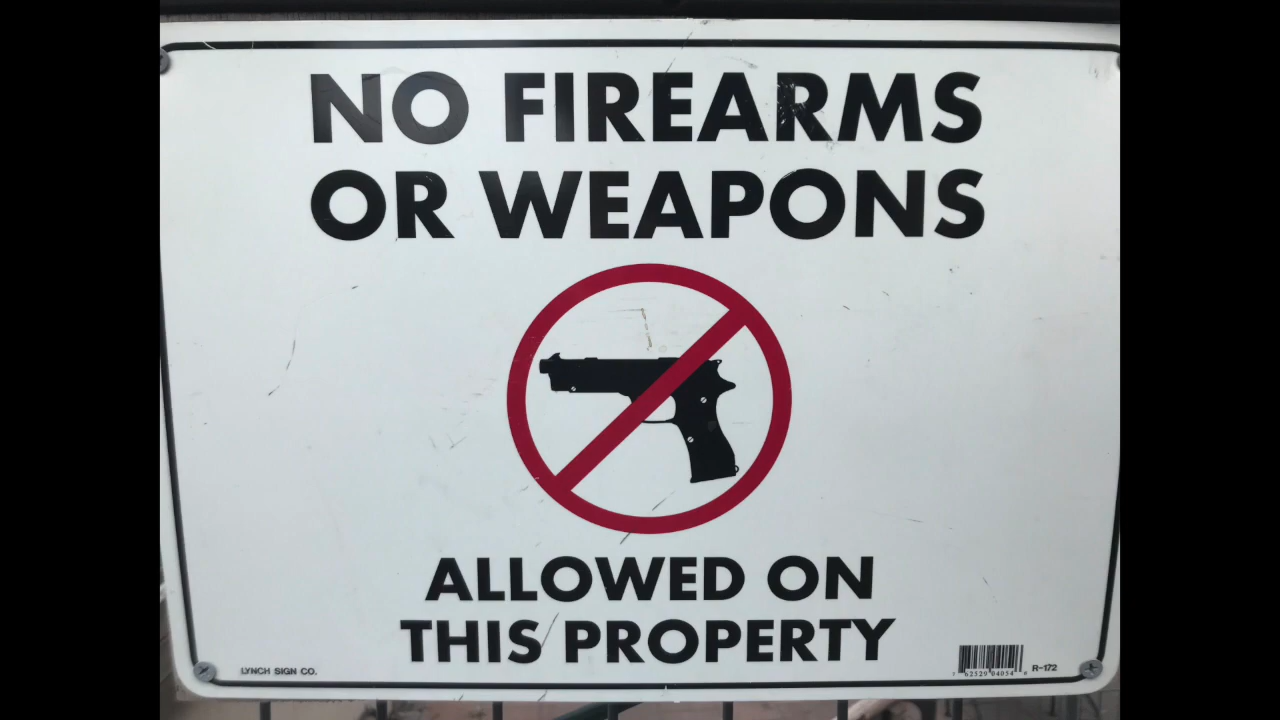 NO FIREARMS
OR WEAPONS
ALLOWED ON
THIS PROPERTY
LYNCH SIGN CO.
R-172